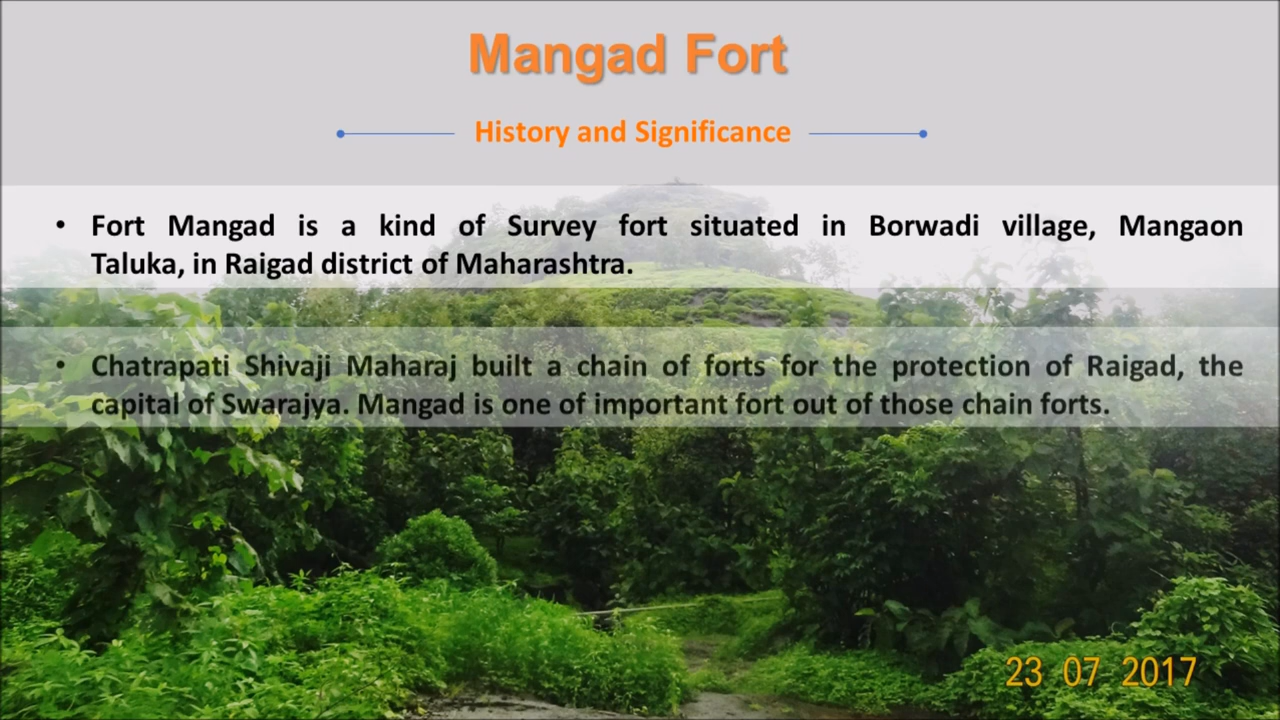 Mangad Fort
History and Significance
• Fort Mangad is a kind of Survey fort situated in Borwadi village, Mangaon
Taluka, in Raigad district of Maharashtra.
• Chatrapati Shivaji Maharaj built a chain of forts for the protection of Raigad, the
capital of Swarajya. Mangad is one of important fort out of those chain forts.
23 07 2017